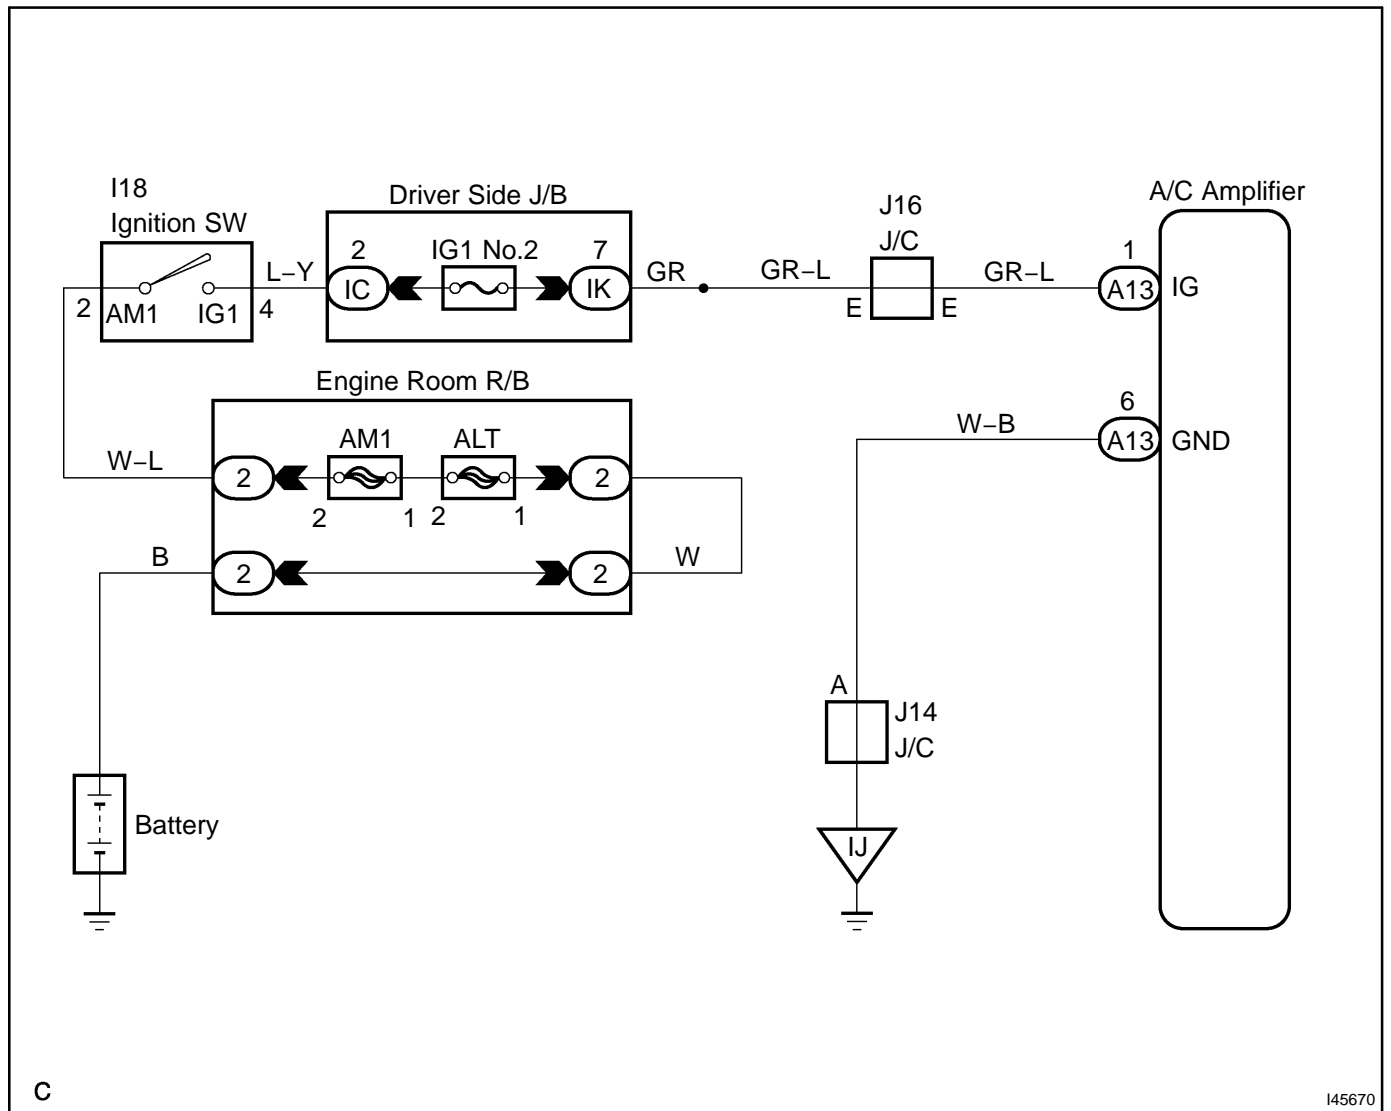 I18
Ignition SW
Driver Side J/B
J16
J/C
A/C Amplifier
2
IG1 No.2
7
1
L–Y
GR
GR–L
GR–L
IC
IK
E
E
A13
IG
2
AM1
IG1
4
Engine Room R/B
6
W–B
A13
GND
AM1
ALT
W–L
2
2
2
1
2
1
B
2
2
W
A
J14
J/C
Battery
IJ
C
I45670